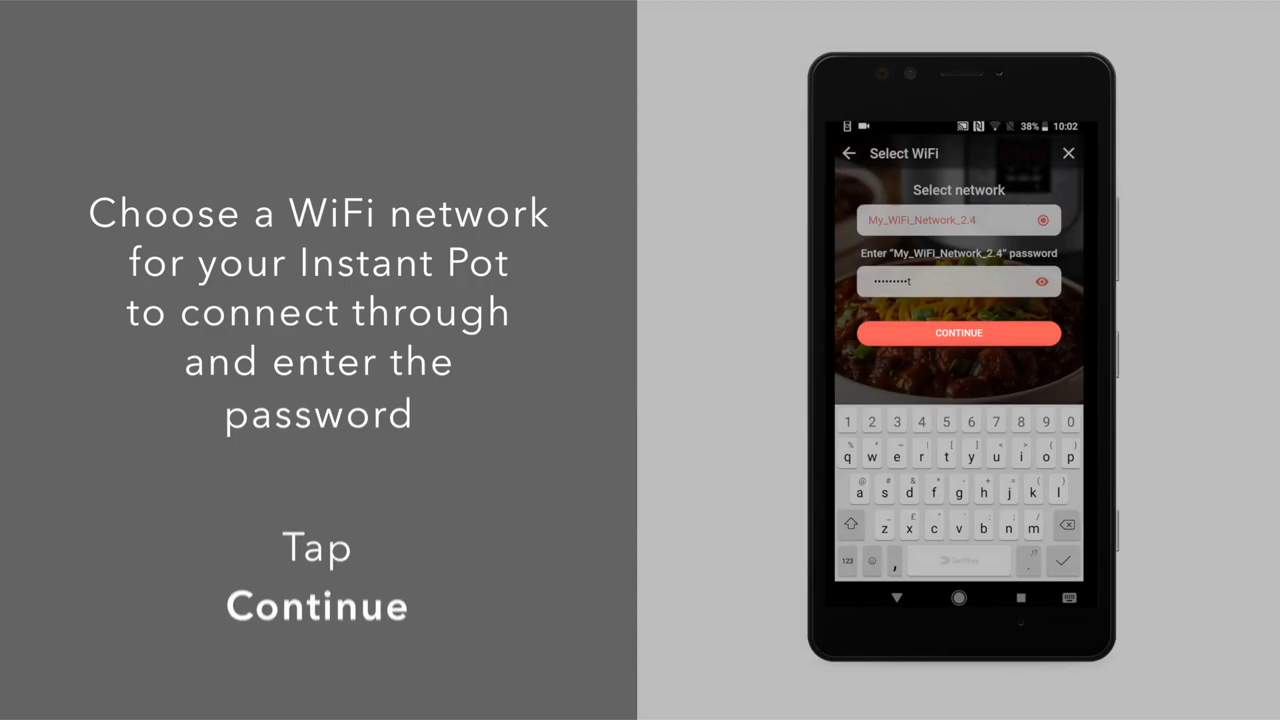 Choose a WiFi network
for your Instant Pot
to connect through
and enter the
password
Tap
Continue
38% 10:02
Select WiFi
Select network
My_WiFi_Network_2.4
Enter “My_WiFi_Network_2.4” password
•••••••••t
CONTINUE
1 2 3 4 5 6 7 8 9 0
q w e r t y u i o p
a s d f g h j k l
z x c v b n m
123 , SwiftKey .